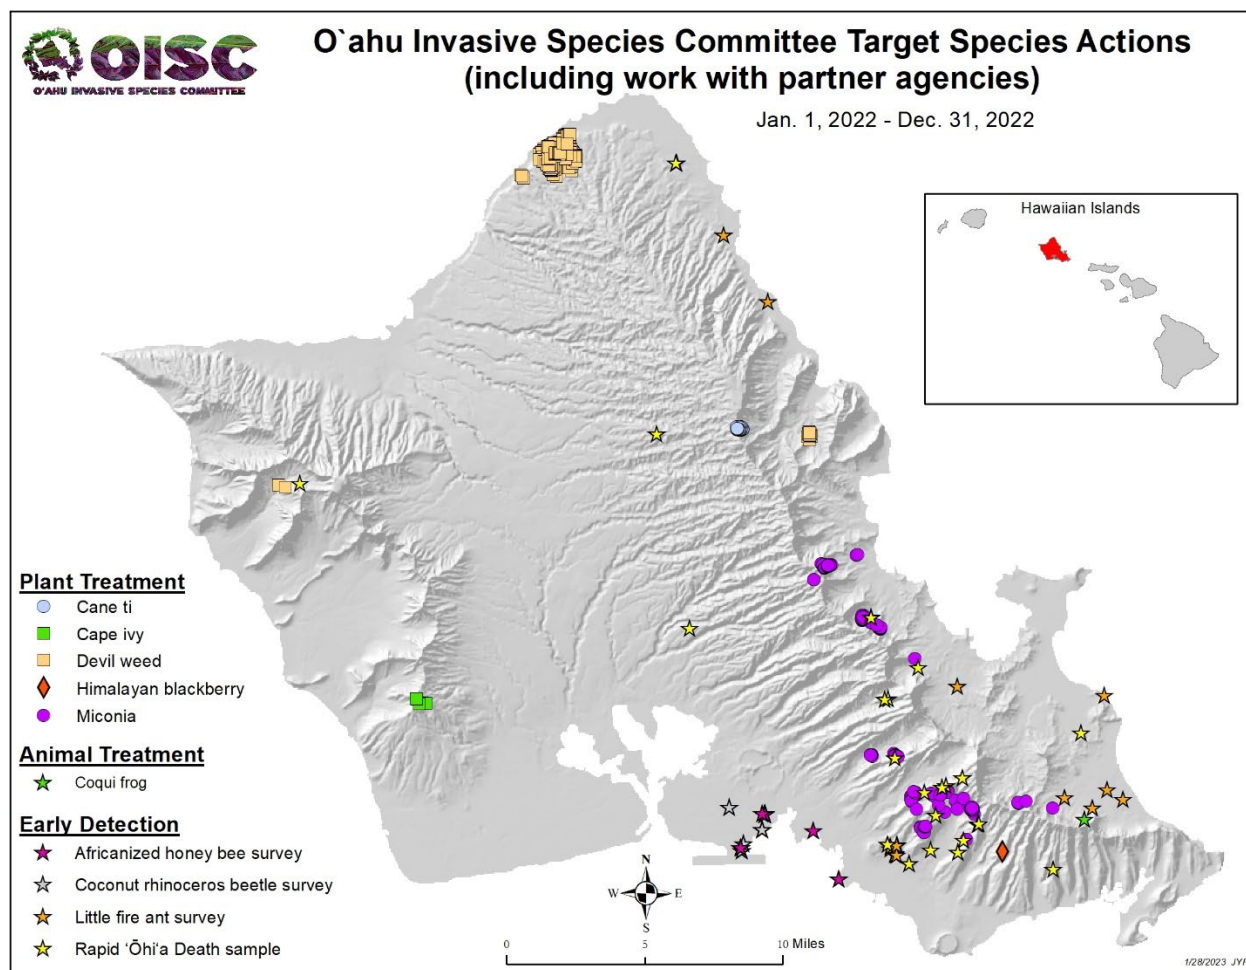 OISC
O'AHU INVASIVE SPECIES COMMITTEE
O`ahu Invasive Species Committee Target Species Actions
(including work with partner agencies)
Jan. 1, 2022 - Dec. 31, 2022
Hawaiian Islands
Plant Treatment
Cane ti
Cape ivy
Devil weed
Himalayan blackberry
Miconia
Animal Treatment
Coqui frog
Early Detection
Africanized honey bee survey
Coconut rhinoceros beetle survey
Little fire ant survey
Rapid ʻŌhiʻa Death sample
N
W E
S
0 5 10 Miles
1/28/2023 JYF